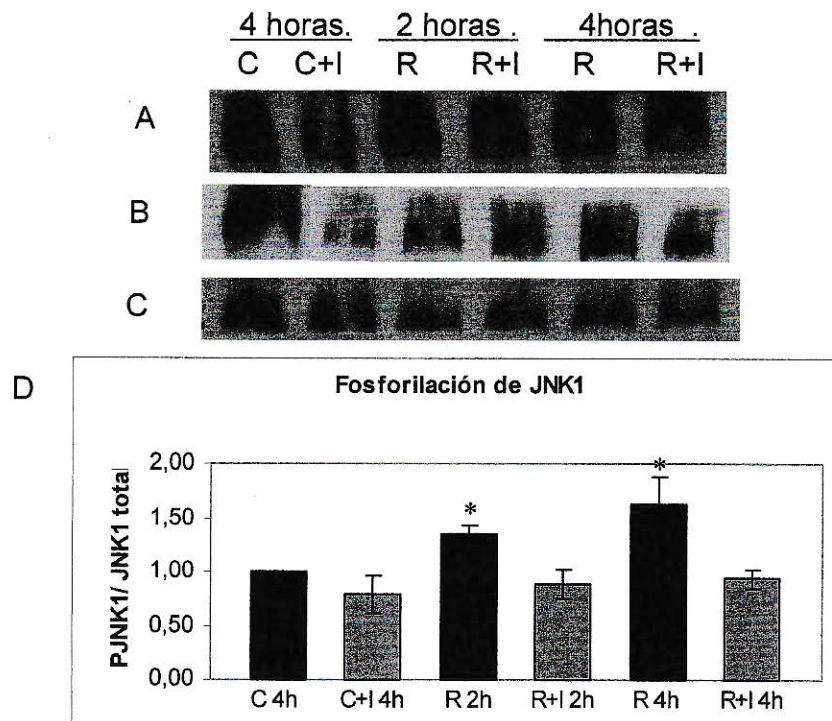 4 horas. 2 horas . 4horas .
C C+I R R+I R R+I
A
B
C
D
Fosforilación de JNK1
PJNK1/ JNK1 total
2,00
*
*
1,50
1,00
0,50
0,00
C 4h C+I 4h R 2h R+I 2h R 4h R+I 4h